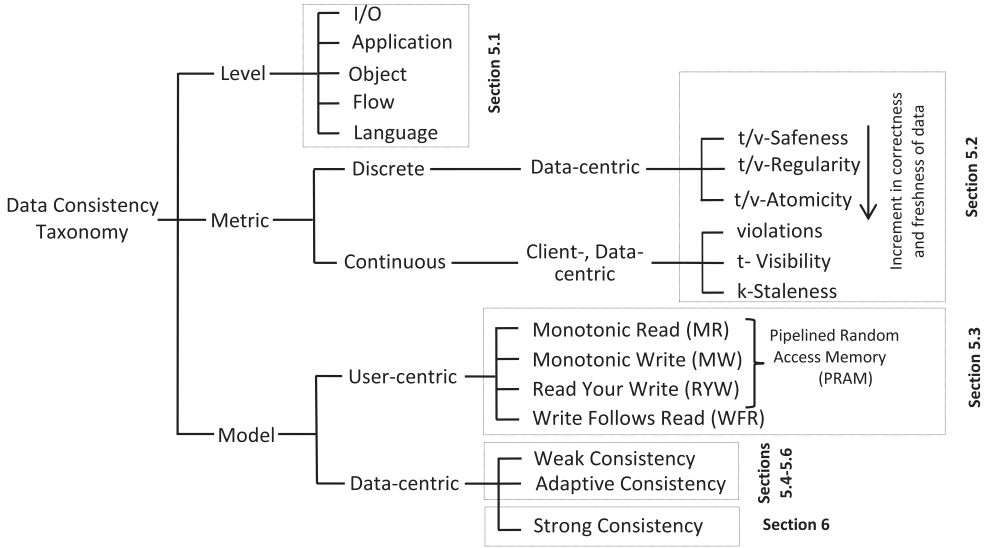 Data Consistency
Taxonomy
Level
I/O
Application
Object
Flow
Language
Section 5.1
Metric
Discrete
Data-centric
t/v-Safeness
t/v-Regularity
t/v-Atomicity
Continuous
Client-, Data-
centric
violations
t- Visibility
k-Staleness
Increment in correctness
and freshness of data
Section 5.2
Model
User-centric
Monotonic Read (MR)
Monotonic Write (MW)
Read Your Write (RYW)
Write Follows Read (WFR)
Pipelined Random
Access Memory
(PRAM)
Section 5.3
Data-centric
Weak Consistency
Adaptive Consistency
Sections
5.4-5.6
Strong Consistency
Section 6